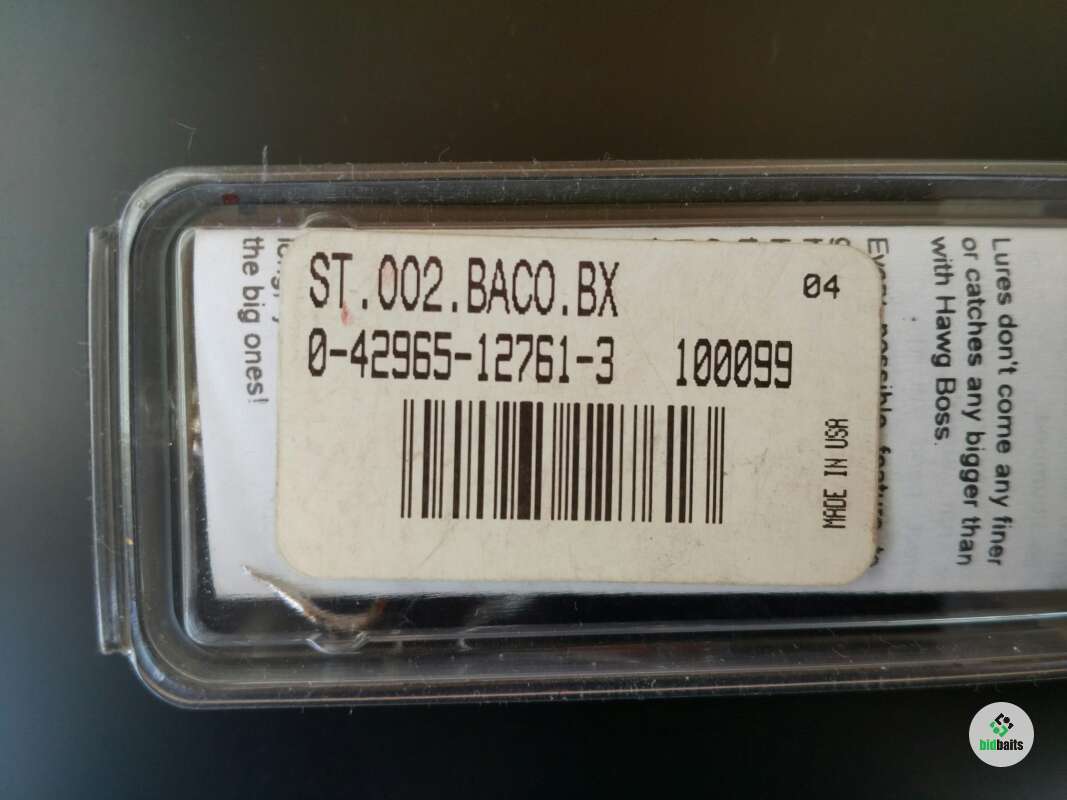 ST.002.BACO.BX 04
0-42965-12761-3 100099
MADE IN USA
the big ones!
Lures don't come any finer
or catches any bigger than
with Hawg Boss.
bidbaits